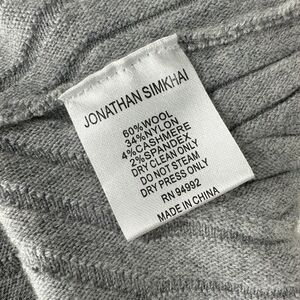 JONATHAN SIMKHAI
60%WOOL
34%NYLON
4%CASHMERE
2%SPANDEX
DRY CLEAN ONLY
DO NOT STEAM
DRY PRESS ONLY
RN 94992
MADE IN CHINA